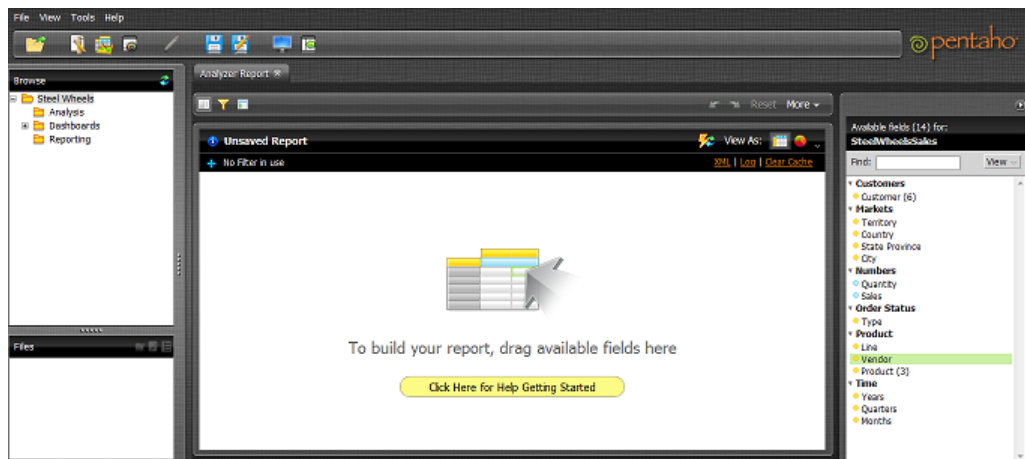 File View Tools Help
pentaho
Browse
Steel Wheels
Analysis
Dashboards
Reporting
Files
Analyzer Report
Reset More
Unsaved Report
View As:
No Filter in use
XML | Log | Clear Cache
To build your report, drag available fields here
Click Here for Help Getting Started
Available fields (14) for:
SteelWheelsSales
Find:
View
Customers
Customer (6)
Markets
Territory
Country
State Province
City
Numbers
Quantity
Sales
Order Status
Type
Product
Line
Vendor
Product (3)
Time
Years
Quarters
Months